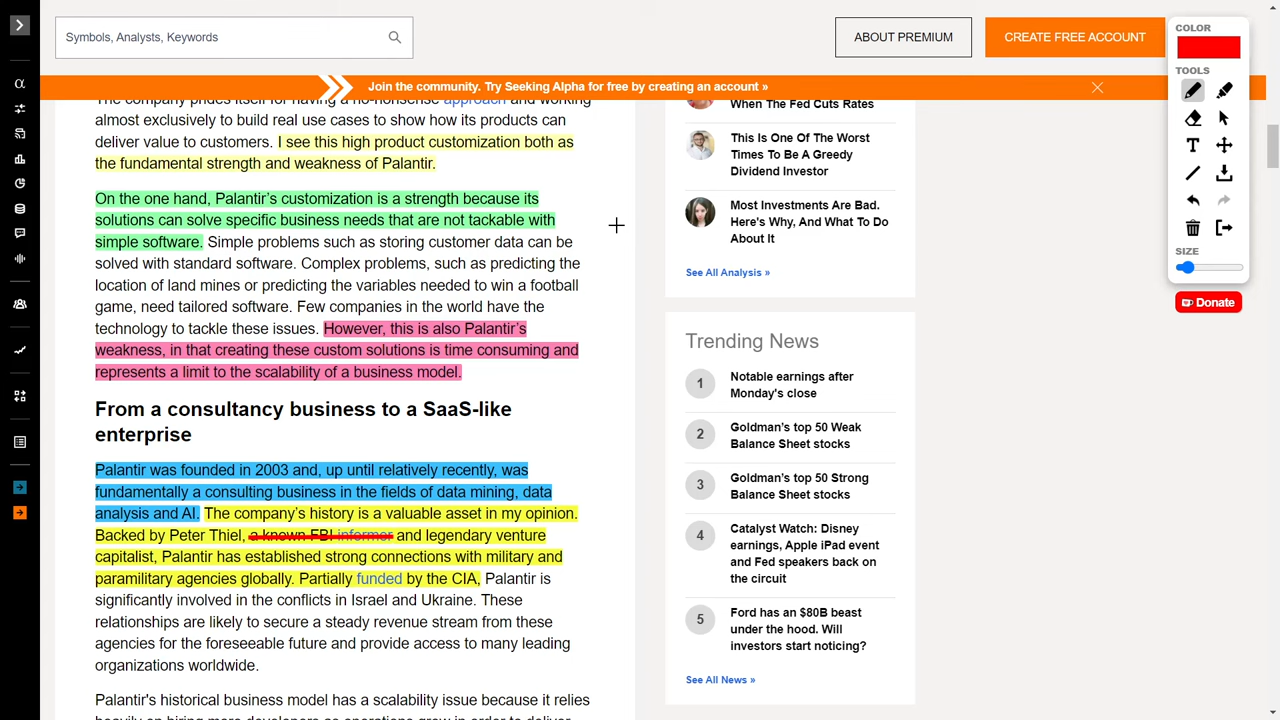 Symbols, Analysts, Keywords
ABOUT PREMIUM
CREATE FREE ACCOUNT
Join the community. Try Seeking Alpha for free by creating an account »
The company prides itself for having a no-nonsense approach and working
almost exclusively to build real use cases to show how its products can
deliver value to customers. I see this high product customization both as
the fundamental strength and weakness of Palantir.
On the one hand, Palantir's customization is a strength because its
solutions can solve specific business needs that are not tackable with
simple software. Simple problems such as storing customer data can be
solved with standard software. Complex problems, such as predicting the
location of land mines or predicting the variables needed to win a football
game, need tailored software. Few companies in the world have the
technology to tackle these issues. However, this is also Palantir's
weakness, in that creating these custom solutions is time consuming and
represents a limit to the scalability of a business model.
From a consultancy business to a SaaS-like
enterprise
Palantir was founded in 2003 and, up until relatively recently, was
fundamentally a consulting business in the fields of data mining, data
analysis and AI. The company's history is a valuable asset in my opinion.
Backed by Peter Thiel, a known FBI informer and legendary venture
capitalist, Palantir has established strong connections with military and
paramilitary agencies globally. Partially funded by the CIA, Palantir is
significantly involved in the conflicts in Israel and Ukraine. These
relationships are likely to secure a steady revenue stream from these
agencies for the foreseeable future and provide access to many leading
organizations worldwide.
Palantir's historical business model has a scalability issue because it relies
heavily on hiring more developers as operations grow in order to deliver
When The Fed Cuts Rates
This Is One Of The Worst
Times To Be A Greedy
Dividend Investor
Most Investments Are Bad.
Here's Why, And What To Do
About It
See All Analysis »
Trending News
1
Notable earnings after
Monday's close
2
Goldman's top 50 Weak
Balance Sheet stocks
3
Goldman's top 50 Strong
Balance Sheet stocks
4
Catalyst Watch: Disney
earnings, Apple iPad event
and Fed speakers back on
the circuit
5
Ford has an $80B beast
under the hood. Will
investors start noticing?
See All News »
COLOR
TOOLS
T
SIZE
Donate